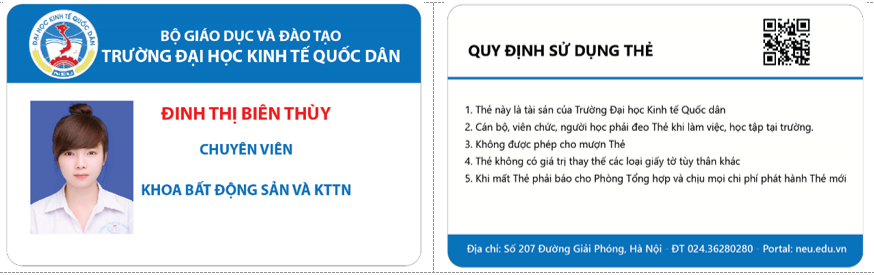 ĐẠI HỌC KINH TẾ QUỐC DÂN
NEU
BỘ GIÁO DỤC VÀ ĐÀO TẠO
TRƯỜNG ĐẠI HỌC KINH TẾ QUỐC DÂN
ĐINH THỊ BIÊN THÙY
CHUYÊN VIÊN
KHOA BẤT ĐỘNG SẢN VÀ KTTN
QUY ĐỊNH SỬ DỤNG THẺ
1. Thẻ này là tài sản của Trường Đại học Kinh tế Quốc dân
2. Cán bộ, viên chức, người học phải đeo Thẻ khi làm việc, học tập tại trường.
3. Không được phép cho mượn Thẻ
4. Thẻ không có giá trị thay thế các loại giấy tờ tùy thân khác
5. Khi mất Thẻ phải báo cho Phòng Tổng hợp và chịu mọi chi phí phát hành Thẻ mới
Địa chỉ: Số 207 Đường Giải Phóng, Hà Nội - ĐT 024.36280280 - Portal: neu.edu.vn